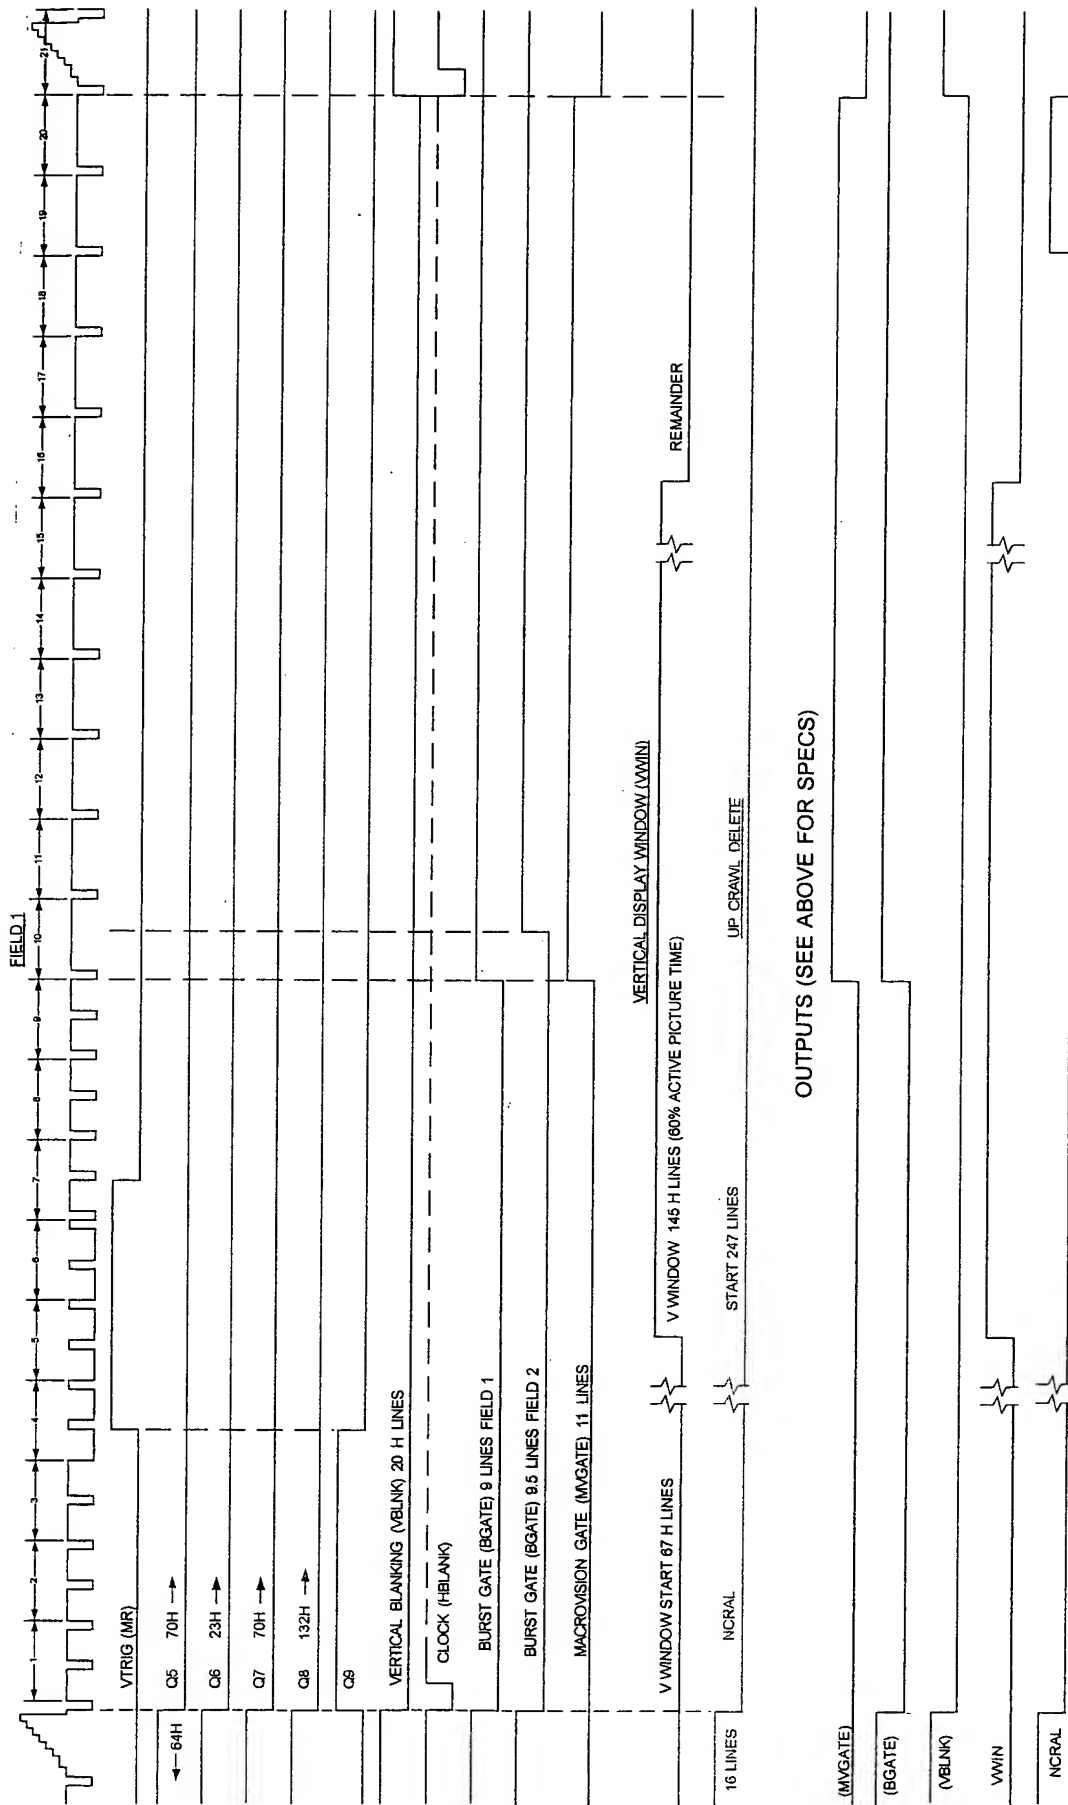 FIELD 1
1 2 3 4 5 6 7 8 9 10 11 12 13 14 15 16 17 18 19 20 21
VTRIG (MR)
64H
Q5 70H
Q6 23H
Q7 70H
Q8 132H
Q9
VERTICAL BLANKING (VBLNK) 20 H LINES
CLOCK (HBLANK)
BURST GATE (BGATE) 9 LINES FIELD 1
BURST GATE (BGATE) 9.5 LINES FIELD 2
MACROVISION GATE (MVGATE) 11 LINES
VERTICAL DISPLAY WINDOW (VWIN)
V WINDOW START 67 H LINES
V WINDOW 145 H LINES (60% ACTIVE PICTURE TIME)
REMAINDER
UP CRAWL DELETE
16 LINES
NCRAL
START 247 LINES
OUTPUTS (SEE ABOVE FOR SPECS)
(MVGATE)
(BGATE)
(VBLNK)
VWIN
NCRAL